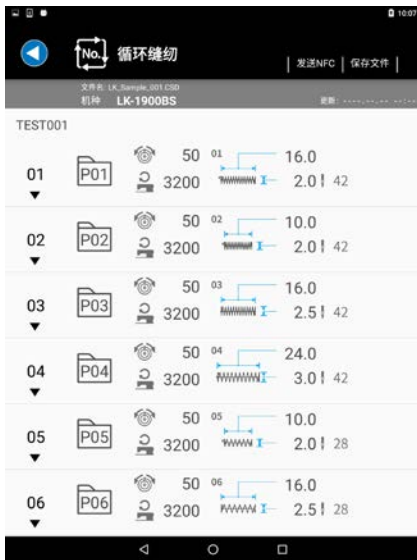 10:07
No. 循环缝纫
发送NFC 保存文件
文件名: LK_Sample_001.CSD
机种 LK-1900BS 更新: ----.--.-- --:--
TEST001
50 01 16.0
01 P01
3200 2.0 42
50 02 10.0
02 P02
3200 2.0 42
50 03 16.0
03 P03
3200 2.5 42
50 04 24.0
04 P04
3200 3.0 42
50 05 10.0
05 P05
3200 2.0 28
50 06 16.0
06 P06
3200 2.5 28